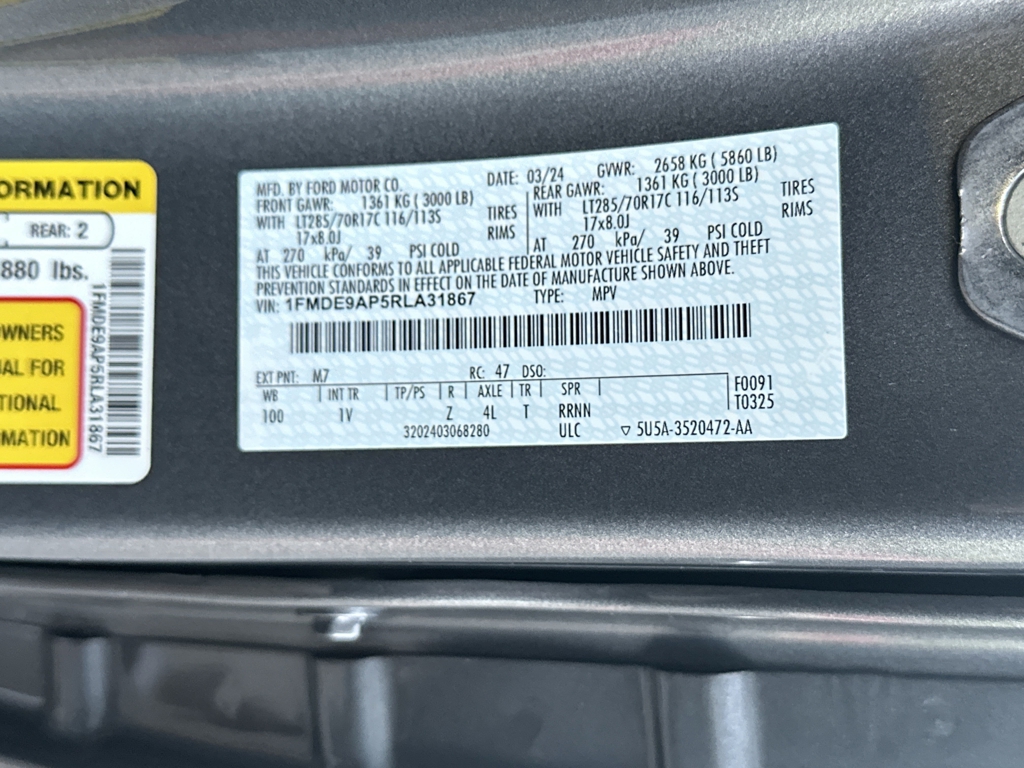 ORMATION
REAR: 2
880 lbs.
WNERS
AL FOR
TIONAL
MATION
1FMDE9AP5RLA31867
MFD. BY FORD MOTOR CO. DATE: 03/24 GVWR: 2658 KG ( 5860 LB)
FRONT GAWR: 1361 KG ( 3000 LB) REAR GAWR: 1361 KG ( 3000 LB)
WITH LT285/70R17C 116/113S TIRES WITH LT285/70R17C 116/113S TIRES
17x8.0J RIMS 17x8.0J RIMS
AT 270 kPa/ 39 PSI COLD AT 270 kPa/ 39 PSI COLD
THIS VEHICLE CONFORMS TO ALL APPLICABLE FEDERAL MOTOR VEHICLE SAFETY AND THEFT
PREVENTION STANDARDS IN EFFECT ON THE DATE OF MANUFACTURE SHOWN ABOVE.
VIN: 1FMDE9AP5RLA31867 TYPE: MPV
EXT PNT: M7 RC: 47 DSO:
WB INT TR TP/PS R AXLE TR SPR F0091
100 1V Z 4L T RRNN T0325
3202403068280 ULC ▽ 5U5A-3520472-AA